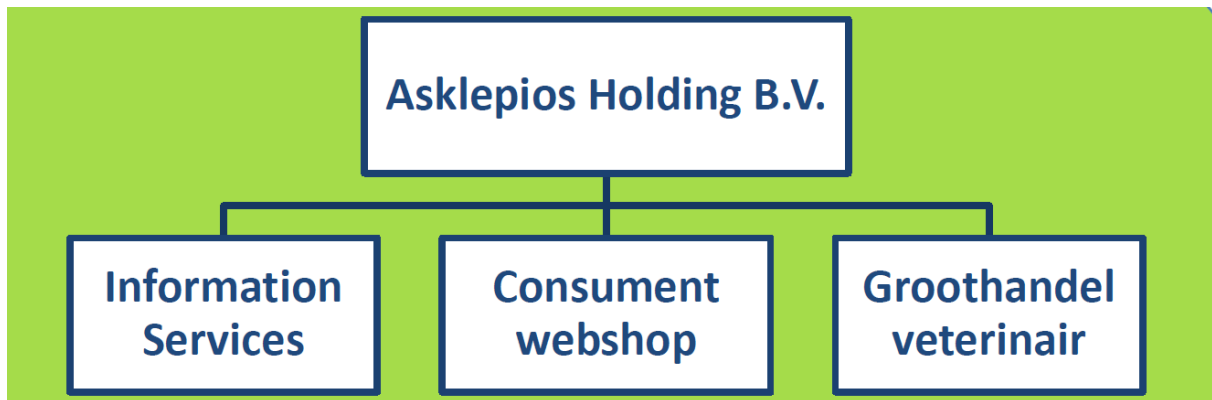 Asklepios Holding B.V.
Information
Services
Consument
webshop
Groothandel
veterinair